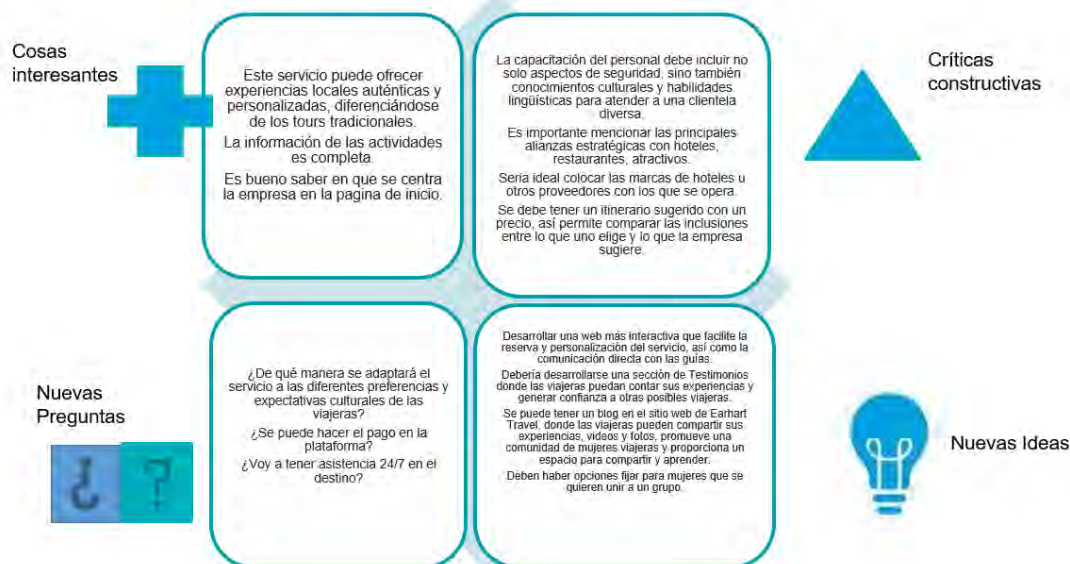 Cosas
interesantes
Este servicio puede ofrecer
experiencias locales auténticas y
personalizadas, diferenciándose
de los tours tradicionales.
La información de las actividades
es completa.
Es bueno saber en que se centra
la empresa en la pagina de inicio.
La capacitación del personal debe incluir no
solo aspectos de seguridad, sino también
conocimientos culturales y habilidades
lingüísticas para atender a una clientela
diversa.
Es importante mencionar las principales
alianzas estratégicas con hoteles,
restaurantes, atractivos.
Sería ideal colocar las marcas de hoteles u
otros proveedores con los que se opera.
Se debe tener un itinerario sugerido con un
precio, así permite comparar las inclusiones
entre lo que uno elige y lo que la empresa
sugiere.
Críticas
constructivas
Nuevas
Preguntas
¿ ?
¿De qué manera se adaptará el
servicio a las diferentes preferencias y
expectativas culturales de las
viajeras?
¿Se puede hacer el pago en la
plataforma?
¿Voy a tener asistencia 24/7 en el
destino?
Desarrollar una web más interactiva que facilite la
reserva y personalización del servicio, así como la
comunicación directa con las guías.
Debería desarrollarse una sección de Testimonios
donde las viajeras puedan contar sus experiencias y
generar confianza a otras posibles viajeras.
Se puede tener un blog en el sitio web de Earhart
Travel, donde las viajeras pueden compartir sus
experiencias, videos y fotos, promueve una
comunidad de mujeres viajeras y proporciona un
espacio para compartir y aprender.
Deben haber opciones fijar para mujeres que se
quieren unir a un grupo.
Nuevas Ideas